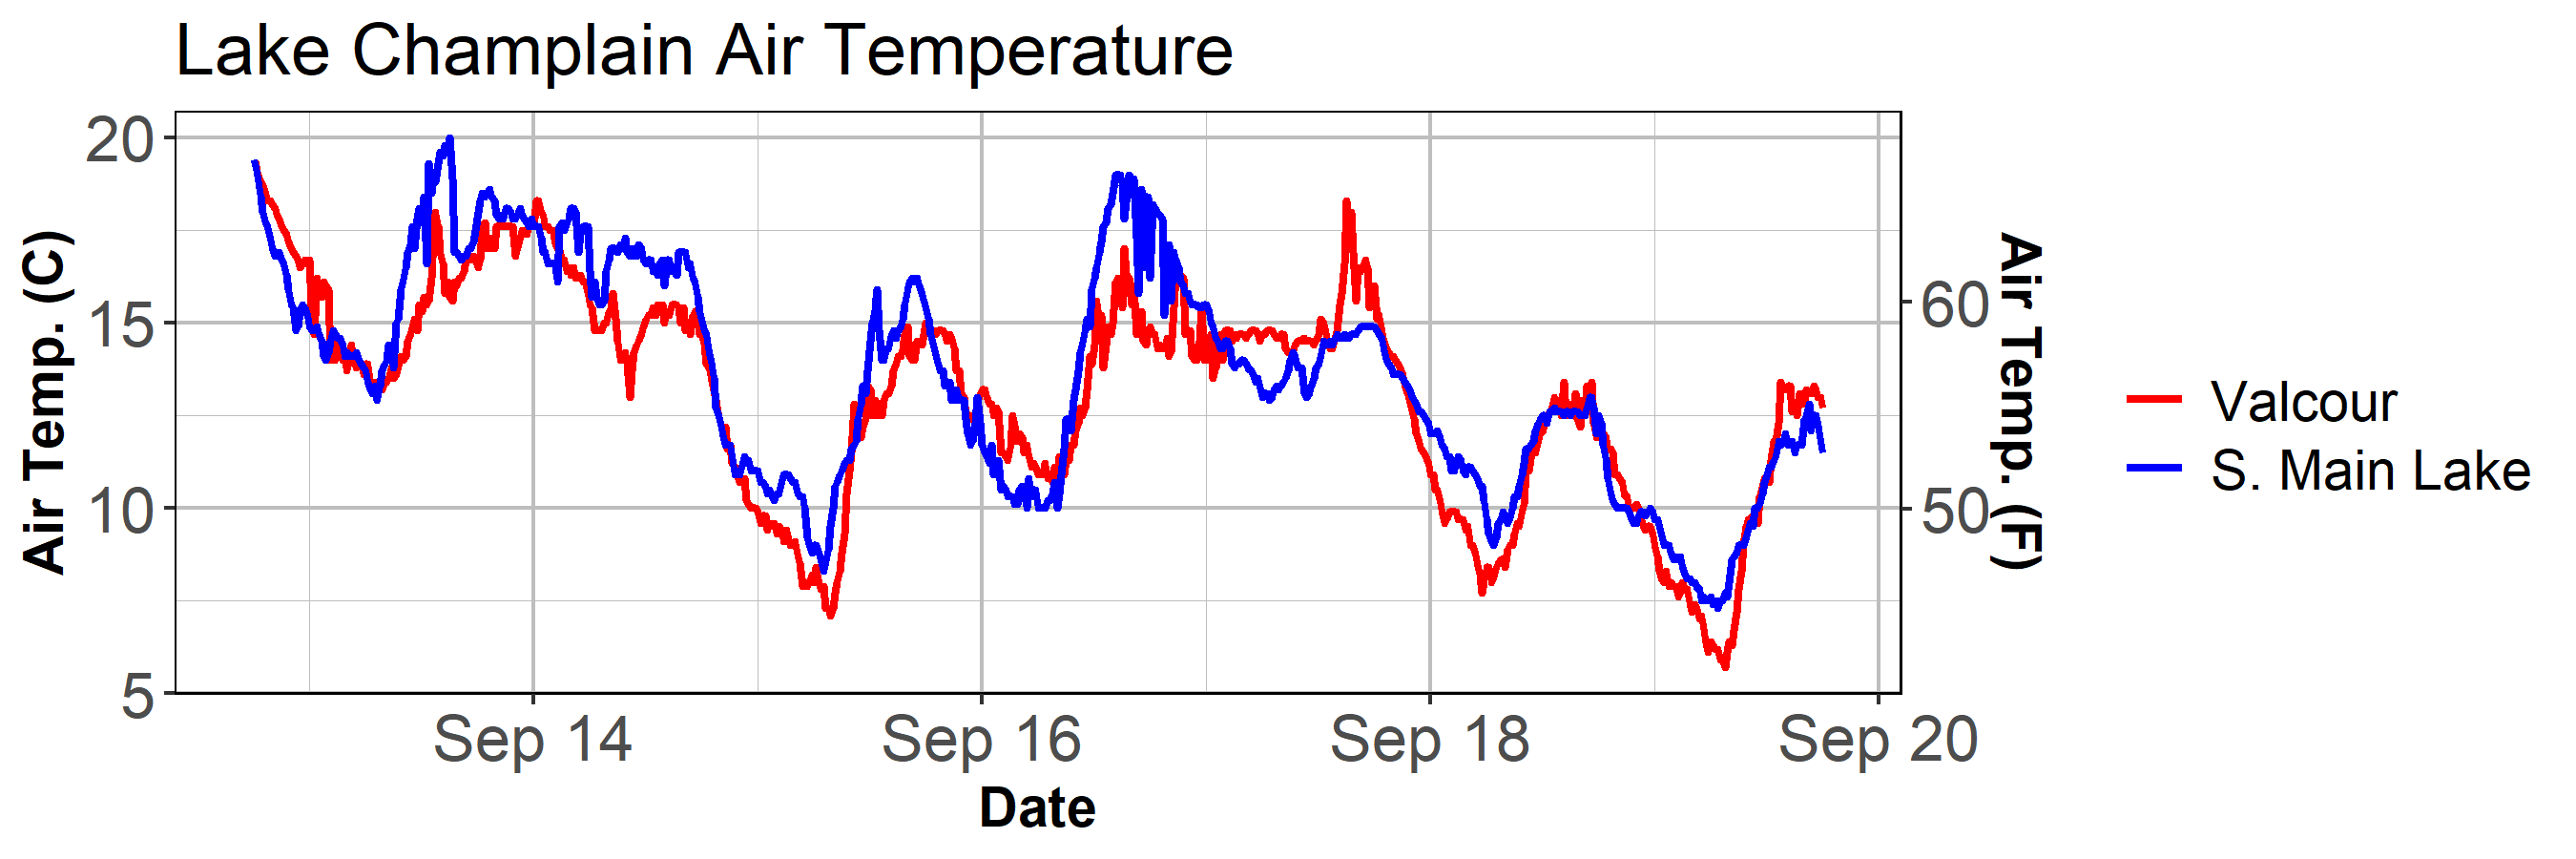 Lake Champlain Air Temperature
Air Temp. (C)
20
15
10
5
60
50
Air Temp. (F)
Sep 14
Sep 16
Sep 18
Sep 20
Date
Valcour
S. Main Lake